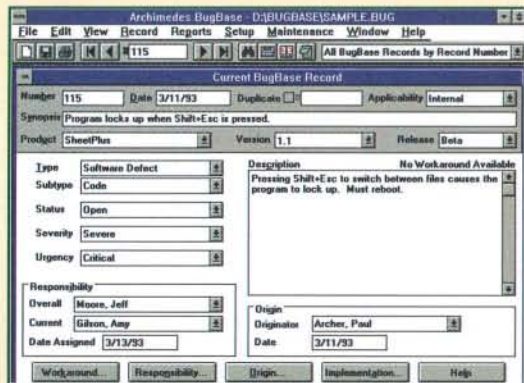 Archimedes BugBase - D:\BUGBASE\SAMPLE.BUG
File Edit View Record Reports Setup Maintenance Window Help
#115 All BugBase Records by Record Number
Current BugBase Record
Number 115 Date 3/11/93 Duplicate Applicability Internal
Synopsis Program locks up when Shift+Esc is pressed.
Product SheetPlus Version 1.1 Release Beta
Type Software Defect Description No Workaround Available
Subtype Code Pressing Shift+Esc to switch between files causes the
program to lock up. Must reboot.
Status Open
Severity Severe
Urgency Critical
Responsibility
Overall Moore, Jeff Origin
Current Gilson, Amy Originator Archer, Paul
Date Assigned 3/13/93 Date 3/11/93
Workaround... Responsibility... Origin... Implementation... Help